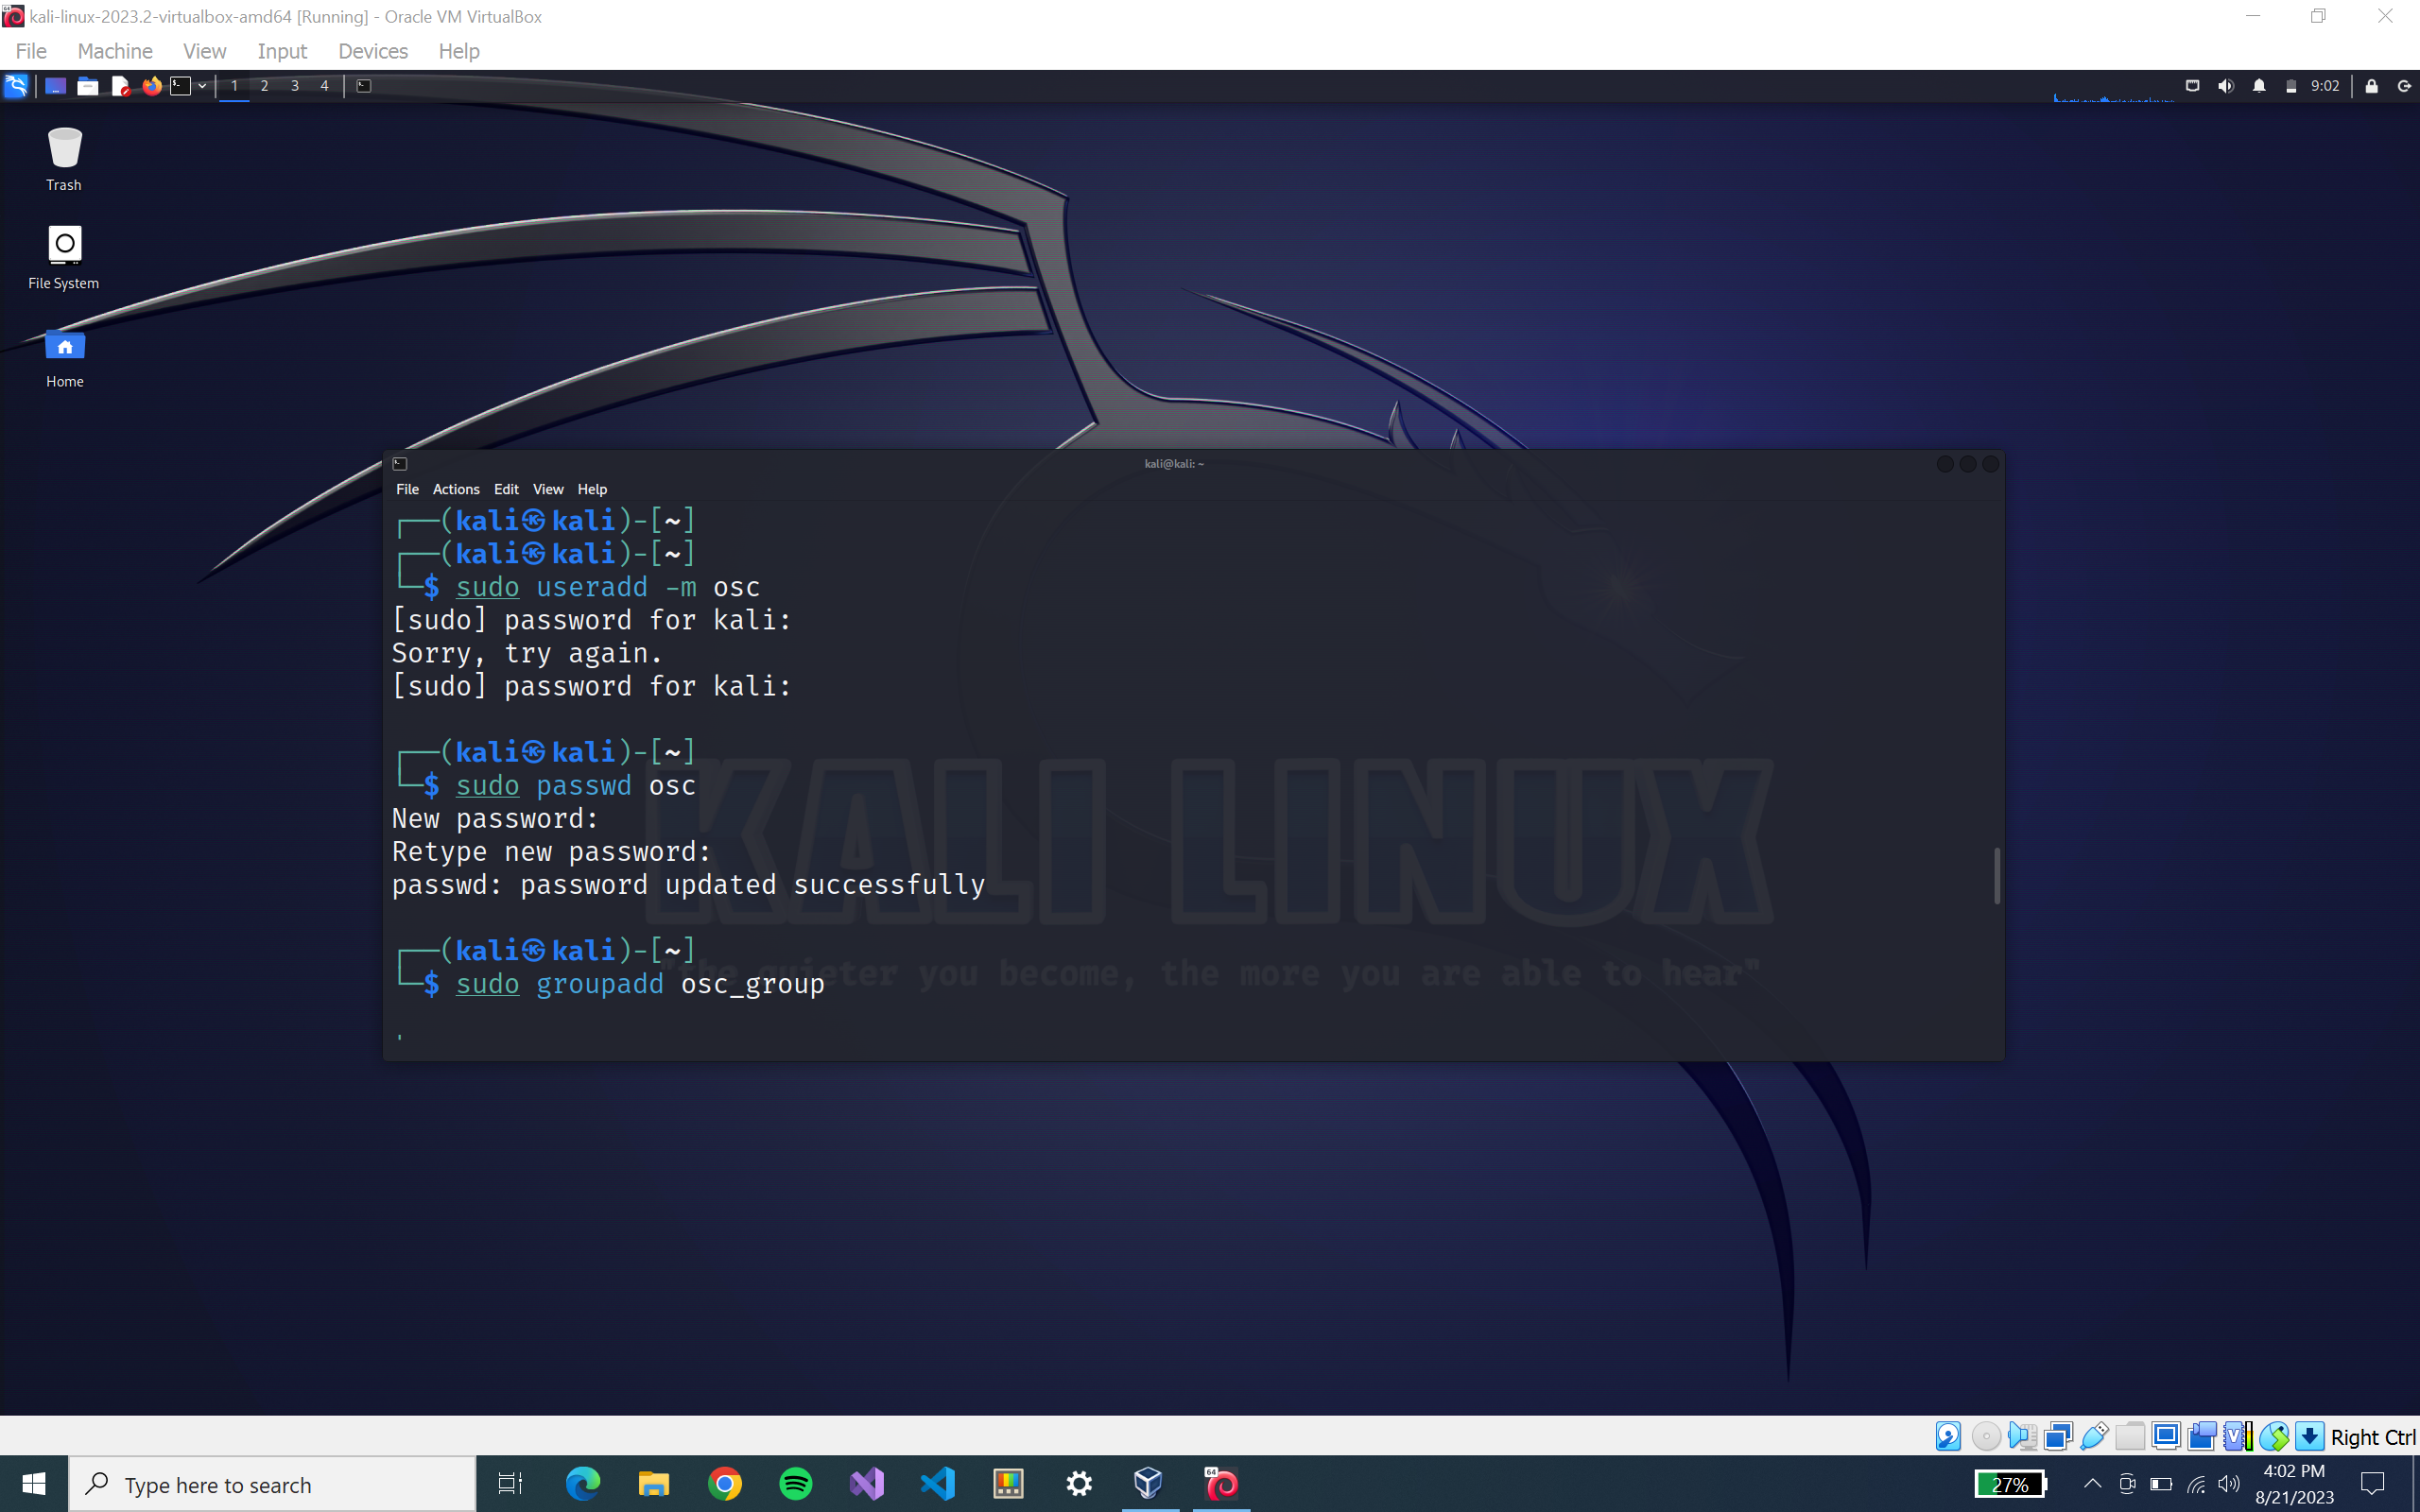 kali-linux-2023.2-virtualbox-amd64 [Running] - Oracle VM VirtualBox
File Machine View Input Devices Help
1 2 3 4
9:02
Trash
File System
Home
kali@kali: ~
File Actions Edit View Help
┌──(kali㉿kali)-[~]
┌──(kali㉿kali)-[~]
└─$ sudo useradd -m osc
[sudo] password for kali:
Sorry, try again.
[sudo] password for kali:
┌──(kali㉿kali)-[~]
└─$ sudo passwd osc
New password:
Retype new password:
passwd: password updated successfully
┌──(kali㉿kali)-[~]
└─$ sudo groupadd osc_group
KALI LINUX
"the quieter you become, the more you are able to hear"
Right Ctrl
Type here to search
64
27%
4:02 PM
8/21/2023